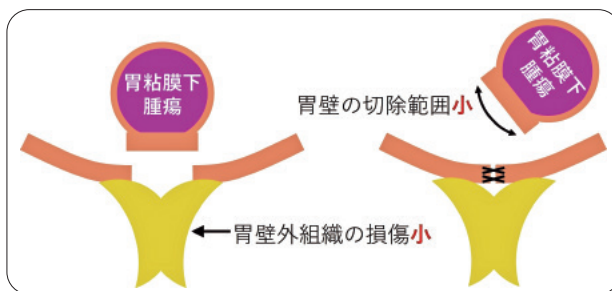 胃粘膜下
腫瘍
胃壁外組織の損傷小
胃粘膜下
腫瘍
胃壁の切除範囲小